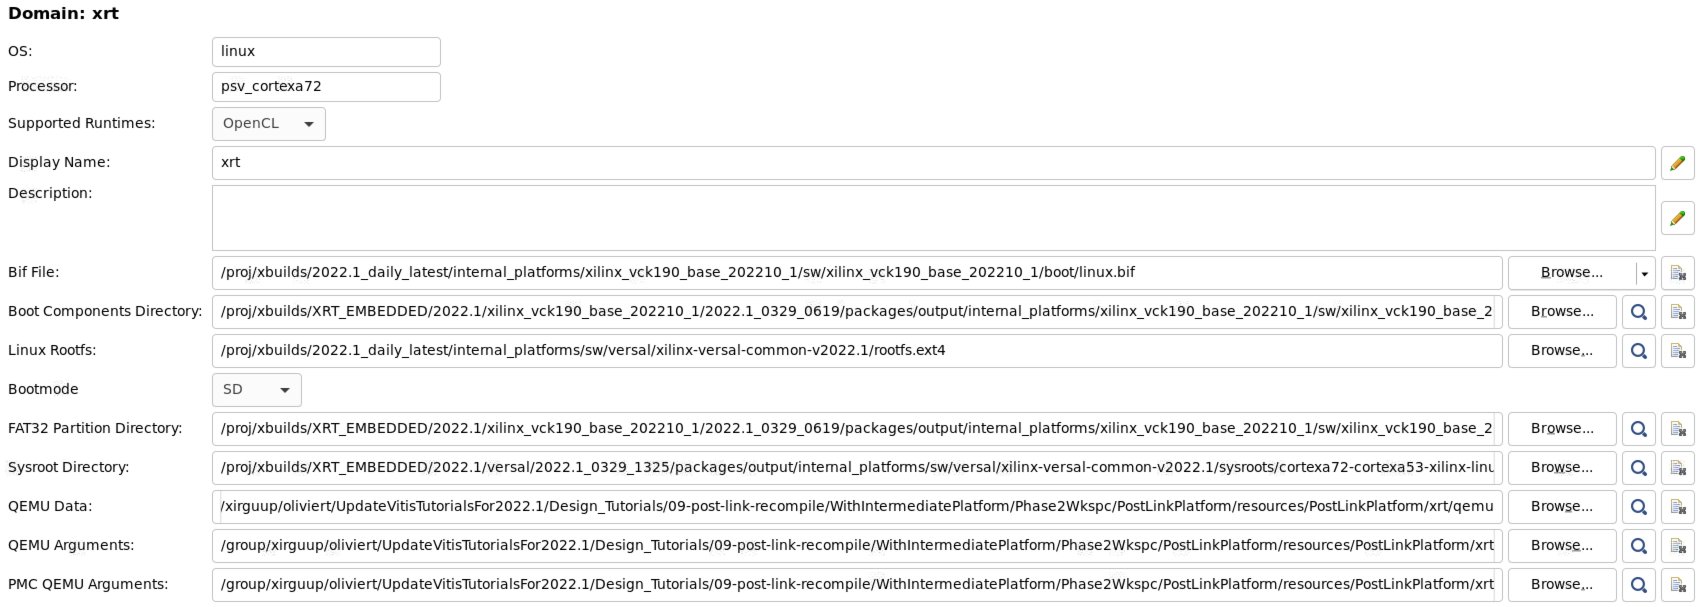 Domain: xrt
OS: linux
Processor: psv_cortexa72
Supported Runtimes: OpenCL
Display Name: xrt
Description:
Bif File: /proj/xbuilds/2022.1_daily_latest/internal_platforms/xilinx_vck190_base_202210_1/sw/xilinx_vck190_base_202210_1/boot/linux.bif Browse...
Boot Components Directory: /proj/xbuilds/XRT_EMBEDDED/2022.1/xilinx_vck190_base_202210_1/2022.1_0329_0619/packages/output/internal_platforms/xilinx_vck190_base_202210_1/sw/xilinx_vck190_base_2 Browse...
Linux Rootfs: /proj/xbuilds/2022.1_daily_latest/internal_platforms/sw/versal/xilinx-versal-common-v2022.1/rootfs.ext4 Browse...
Bootmode SD
FAT32 Partition Directory: /proj/xbuilds/XRT_EMBEDDED/2022.1/xilinx_vck190_base_202210_1/2022.1_0329_0619/packages/output/internal_platforms/xilinx_vck190_base_202210_1/sw/xilinx_vck190_base_2 Browse...
Sysroot Directory: /proj/xbuilds/XRT_EMBEDDED/2022.1/versal/2022.1_0329_1325/packages/output/internal_platforms/sw/versal/xilinx-versal-common-v2022.1/sysroots/cortexa72-cortexa53-xilinx-linu Browse...
QEMU Data: /xirguup/oliviert/UpdateVitisTutorialsFor2022.1/Design_Tutorials/09-post-link-recompile/WithIntermediatePlatform/Phase2Wkspc/PostLinkPlatform/resources/PostLinkPlatform/xrt/qemu Browse...
QEMU Arguments: /group/xirguup/oliviert/UpdateVitisTutorialsFor2022.1/Design_Tutorials/09-post-link-recompile/WithIntermediatePlatform/Phase2Wkspc/PostLinkPlatform/resources/PostLinkPlatform/xrt Browse...
PMC QEMU Arguments: /group/xirguup/oliviert/UpdateVitisTutorialsFor2022.1/Design_Tutorials/09-post-link-recompile/WithIntermediatePlatform/Phase2Wkspc/PostLinkPlatform/resources/PostLinkPlatform/xrt Browse...